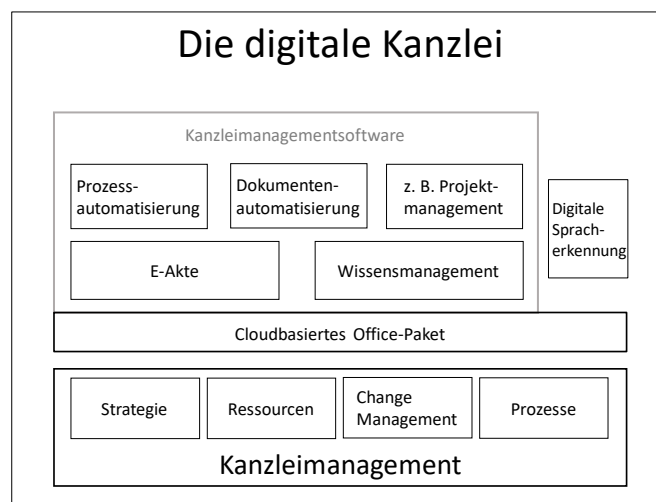 Die digitale Kanzlei
Kanzleimanagementsoftware
Prozess-
automatisierung
Dokumenten-
automatisierung
z. B. Projekt-
management
Digitale
Sprach-
erkennung
E-Akte
Wissensmanagement
Cloudbasiertes Office-Paket
Strategie
Ressourcen
Change
Management
Prozesse
Kanzleimanagement